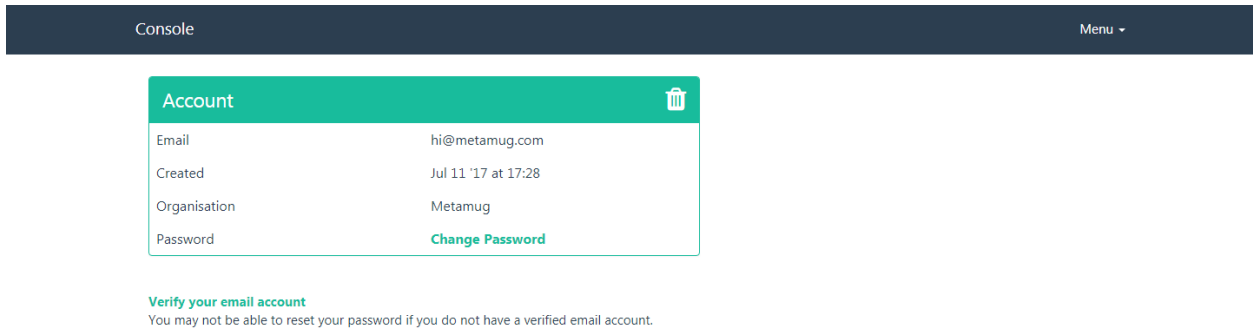 Console Menu
Account
Email hi@metamug.com
Created Jul 11 '17 at 17:28
Organisation Metamug
Password Change Password
Verify your email account
You may not be able to reset your password if you do not have a verified email account.